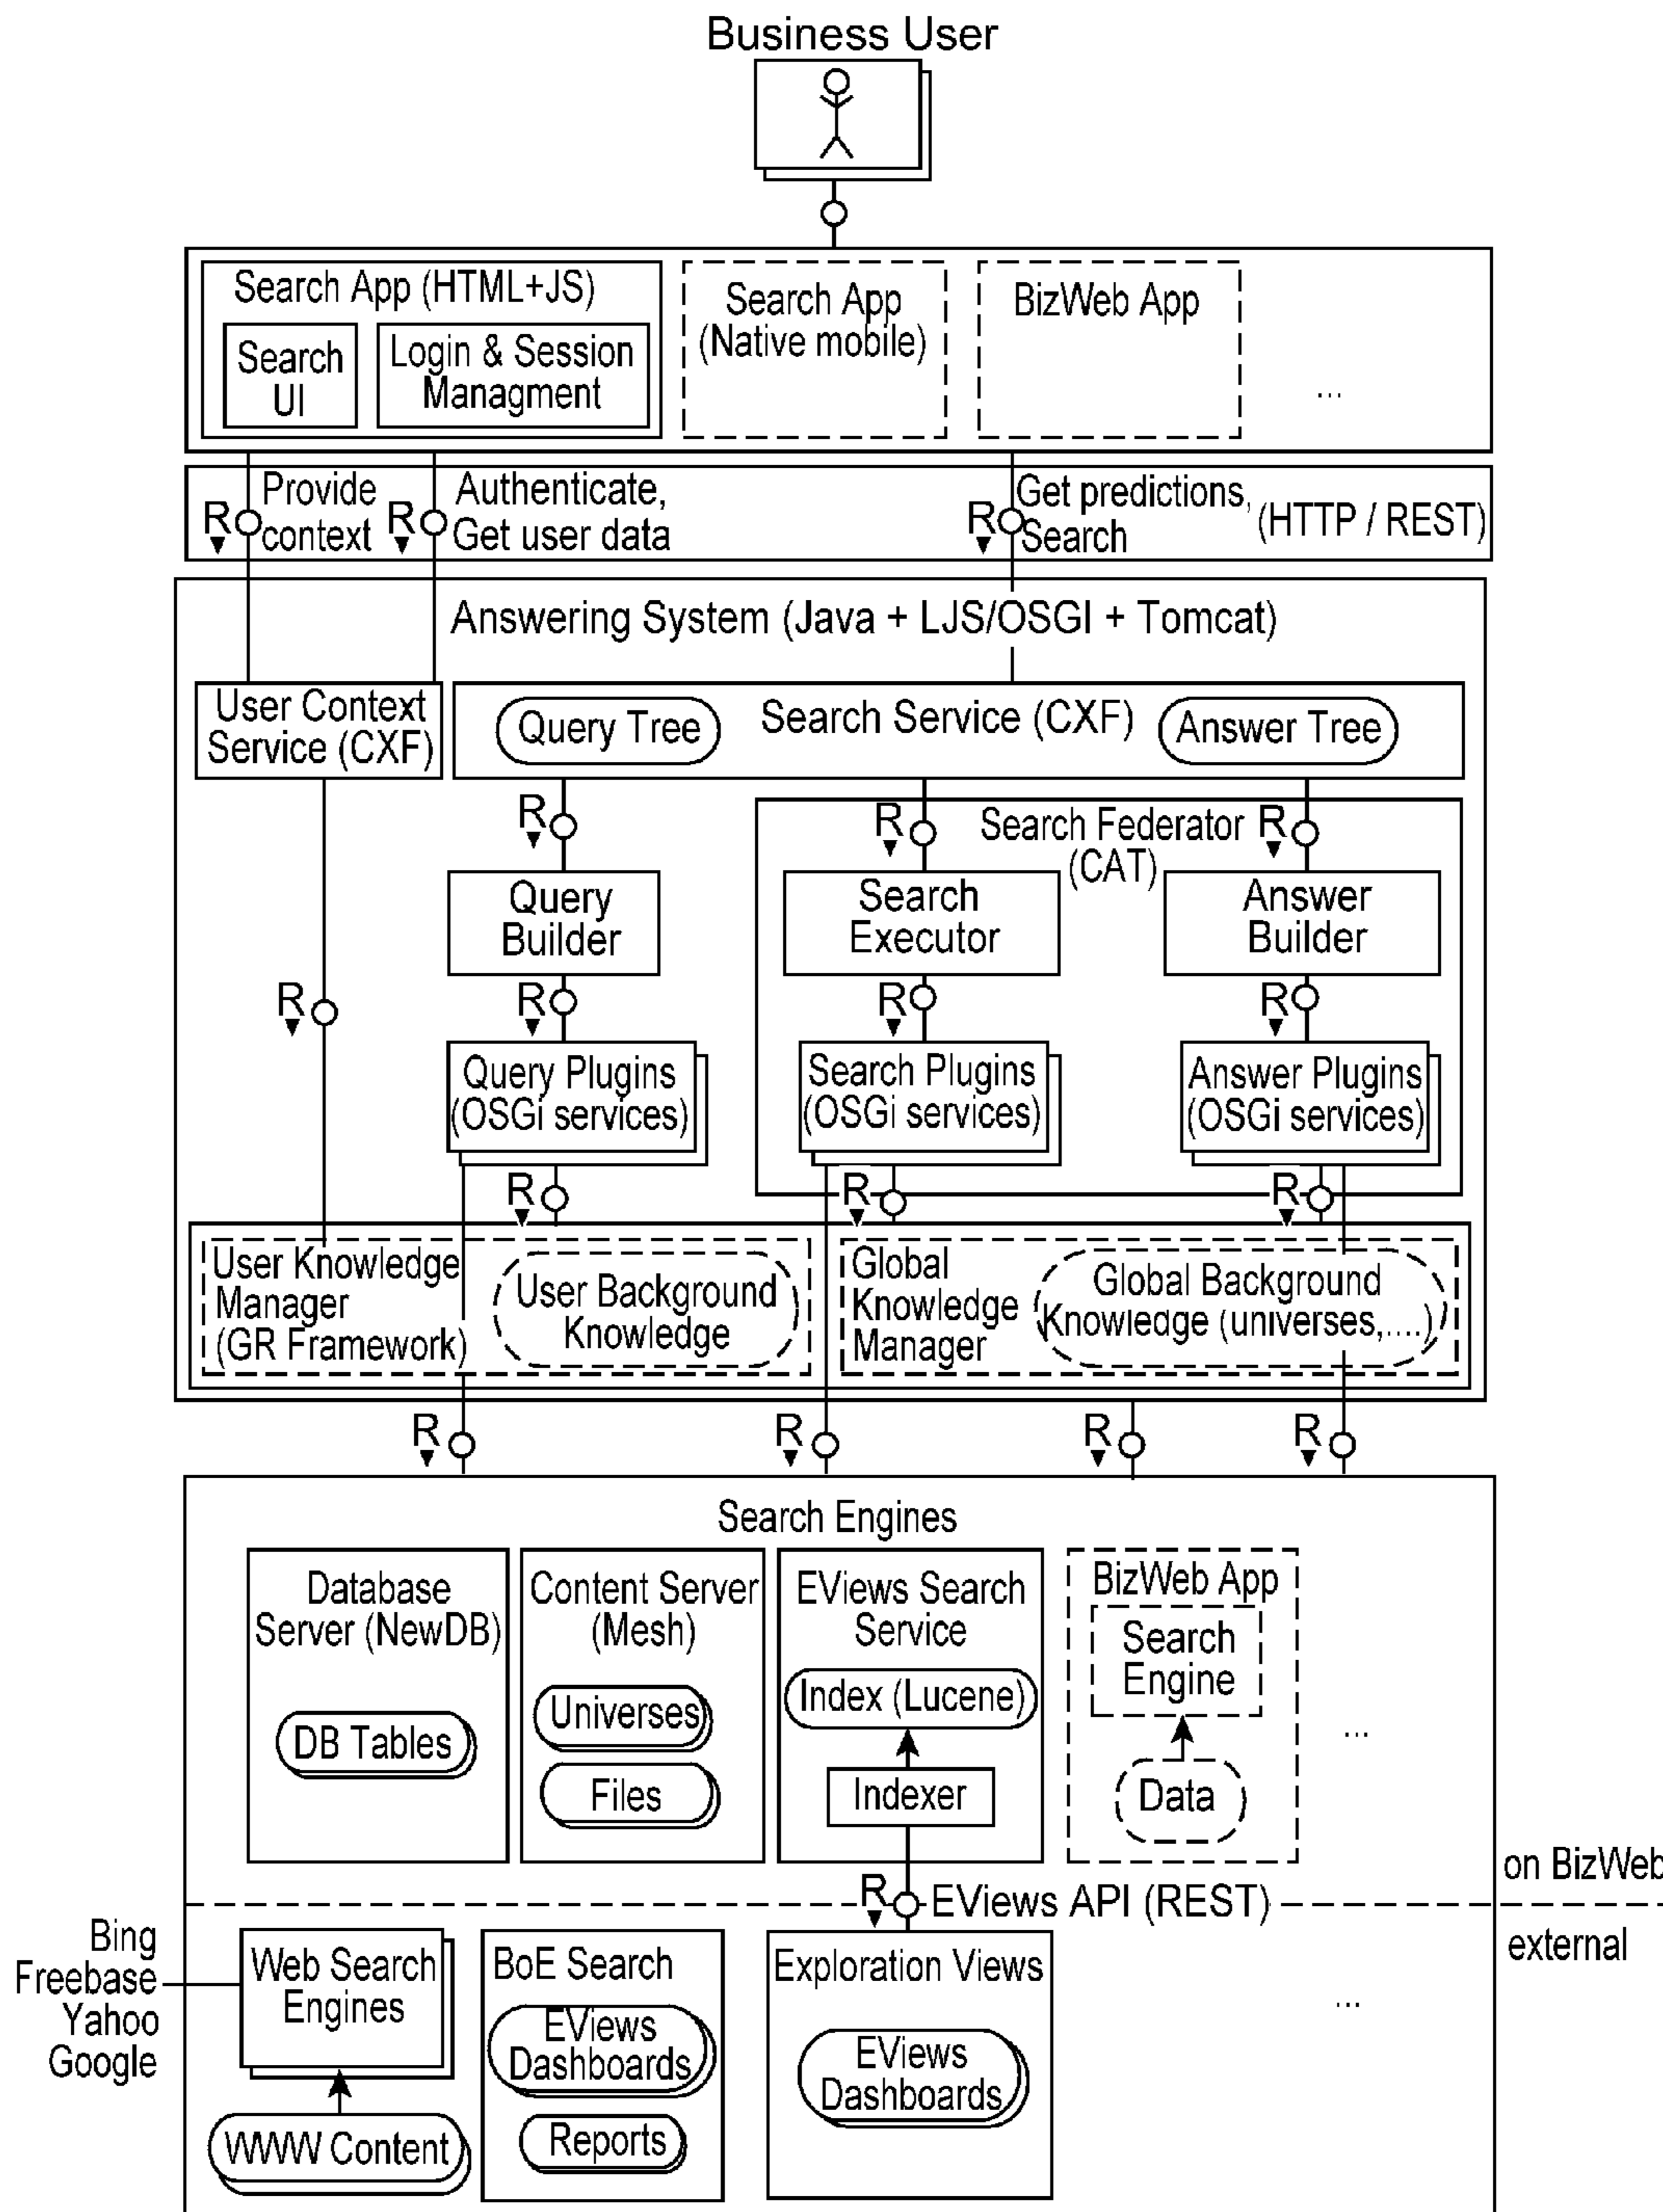 Business User
Search App (HTML+JS)
Search
UI
Login & Session
Managment
Search App
(Native mobile)
BizWeb App
...
R
Provide
context
R
Authenticate,
Get user data
R
Get predictions,
Search
(HTTP / REST)
Answering System (Java + LJS/OSGI + Tomcat)
User Context
Service (CXF)
Query Tree
Search Service (CXF)
Answer Tree
R
R
Search Federator
(CAT)
R
Query
Builder
Search
Executor
Answer
Builder
R
R
R
R
Query Plugins
(OSGi services)
Search Plugins
(OSGi services)
Answer Plugins
(OSGi services)
R
R
R
User Knowledge
Manager
(GR Framework)
User Background
Knowledge
Global
Knowledge
Manager
Global Background
Knowledge (universes,....)
R
R
R
R
Search Engines
Database
Server (NewDB)
DB Tables
Content Server
(Mesh)
Universes
Files
EViews Search
Service
Index (Lucene)
Indexer
BizWeb App
Search
Engine
Data
...
on BizWeb
R
EViews API (REST)
external
Bing
Freebase
Yahoo
Google
Web Search
Engines
WWW Content
BoE Search
EViews
Dashboards
Reports
Exploration Views
EViews
Dashboards
...